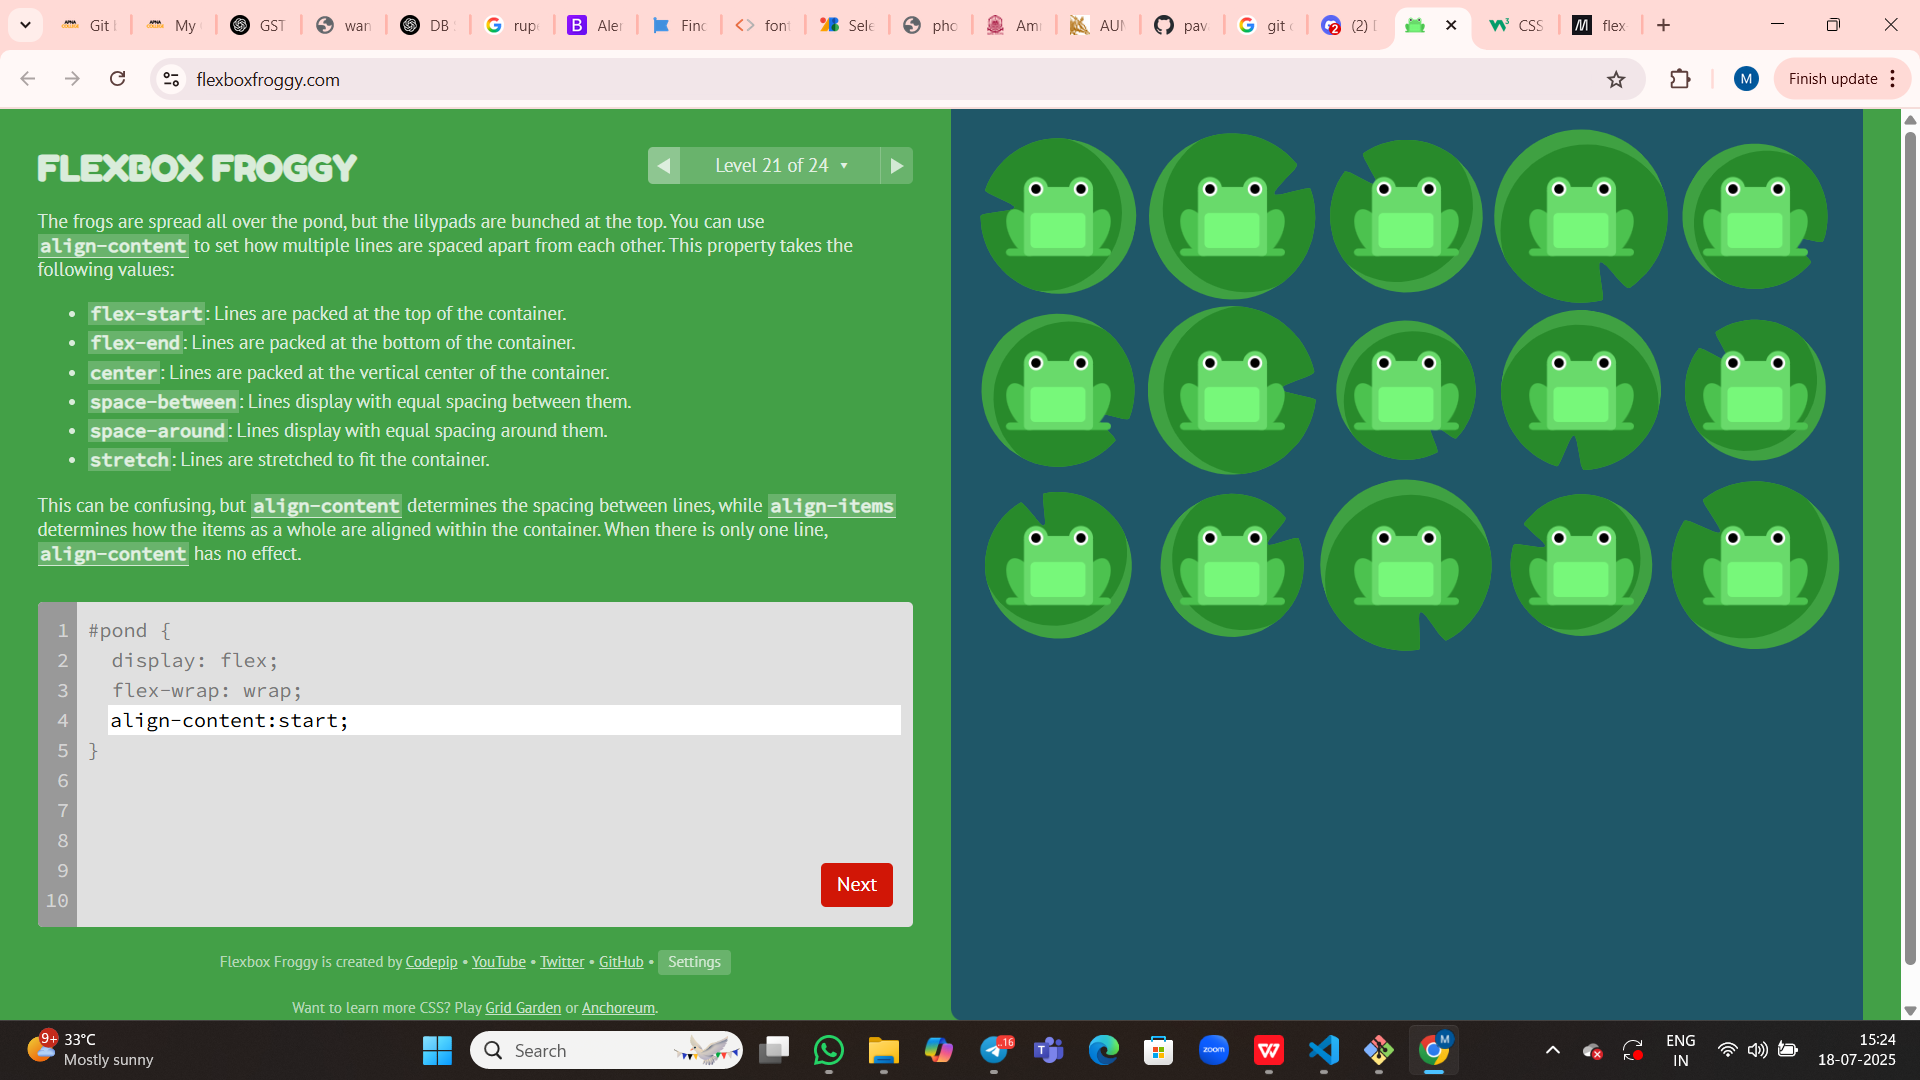 Git
My
GST
wan
DB
rup
B Aler
Fin
font
Sele
pho
Am
AU
pav
git
2 (2)
CSS
M flex
flexboxfroggy.com
M
Finish update
FLEXBOX FROGGY
Level 21 of 24
The frogs are spread all over the pond, but the lilypads are bunched at the top. You can use
align-content to set how multiple lines are spaced apart from each other. This property takes the
following values:
• flex-start: Lines are packed at the top of the container.
• flex-end: Lines are packed at the bottom of the container.
• center: Lines are packed at the vertical center of the container.
• space-between: Lines display with equal spacing between them.
• space-around: Lines display with equal spacing around them.
• stretch: Lines are stretched to fit the container.
This can be confusing, but align-content determines the spacing between lines, while align-items
determines how the items as a whole are aligned within the container. When there is only one line,
align-content has no effect.
1 #pond {
2 display: flex;
3 flex-wrap: wrap;
4 align-content:start;
5 }
6
7
8
9
10
Next
Flexbox Froggy is created by Codepip • YouTube • Twitter • GitHub • Settings
Want to learn more CSS? Play Grid Garden or Anchoreum.
9+
33°C
Mostly sunny
Search
16
zoom
M
ENG
IN
15:24
18-07-2025